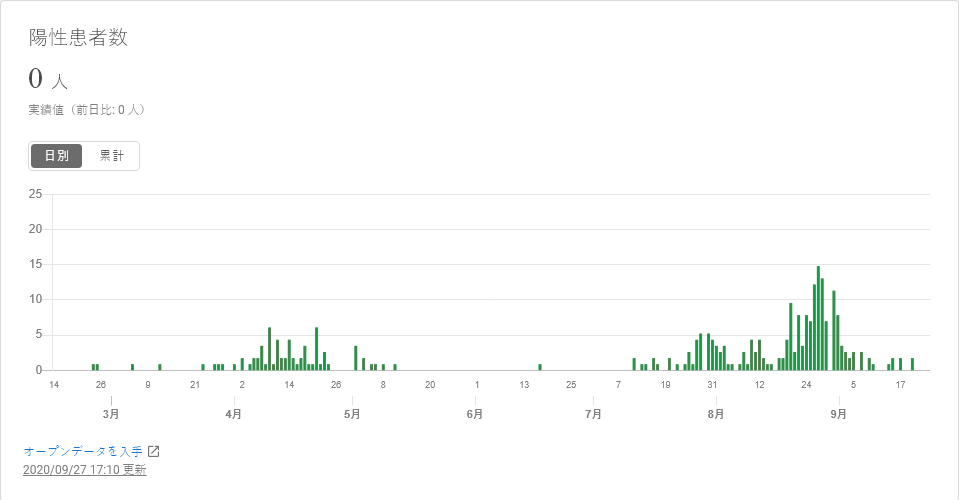 陽性患者数
0 人
実績値（前日比: 0 人）
日別 累計
25
20
15
10
5
0
14 26 9 21 2 14 26 8 20 1 13 25 7 19 31 12 24 5 17
3月 4月 5月 6月 7月 8月 9月
オープンデータを入手
2020/09/27 17:10 更新